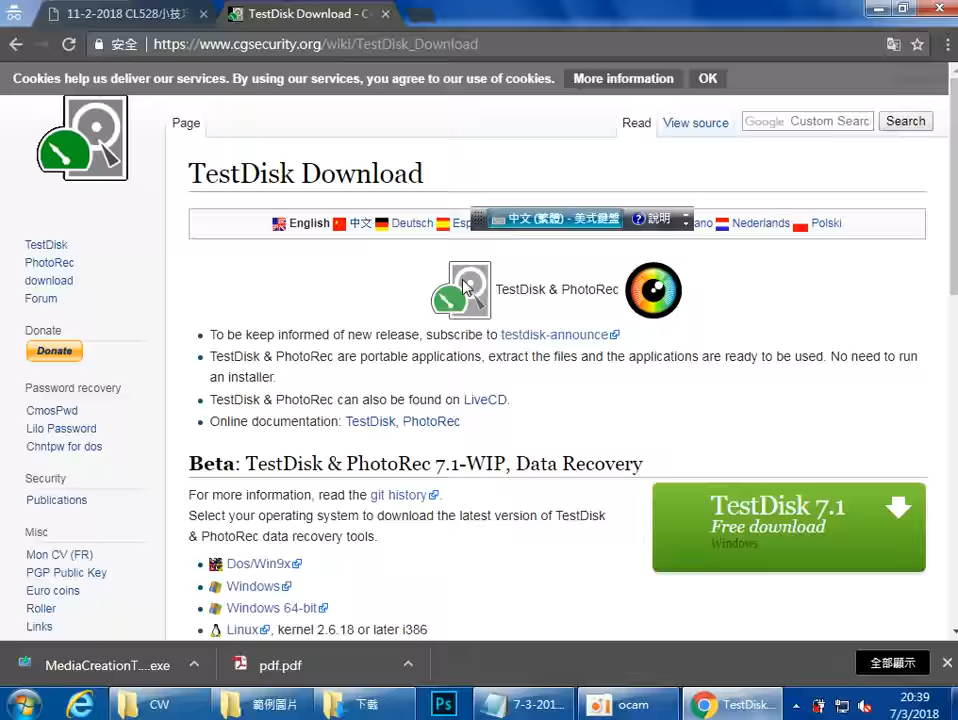 11-2-2018 CL528小技巧
TestDisk Download - C
安全 https://www.cgsecurity.org/wiki/TestDisk_Download
Cookies help us deliver our services. By using our services, you agree to our use of cookies. More information OK
Page Read View source Google Custom Searc Search
TestDisk Download
English 中文 Deutsch Esp
中文 (繁體) - 美式鍵盤 說明
ano Nederlands Polski
TestDisk
PhotoRec
download
Forum
Donate
Donate
Password recovery
CmosPwd
Lilo Password
Chntpw for dos
Security
Publications
Misc
Mon CV (FR)
PGP Public Key
Euro coins
Roller
Links
TestDisk & PhotoRec
To be keep informed of new release, subscribe to testdisk-announce
TestDisk & PhotoRec are portable applications, extract the files and the applications are ready to be used. No need to run
an installer.
TestDisk & PhotoRec can also be found on LiveCD.
Online documentation: TestDisk, PhotoRec
Beta: TestDisk & PhotoRec 7.1-WIP, Data Recovery
For more information, read the git history.
Select your operating system to download the latest version of TestDisk
& PhotoRec data recovery tools.
TestDisk 7.1
Free download
Windows
Dos/Win9x
Windows
Windows 64-bit
Linux, kernel 2.6.18 or later i386
MediaCreationT....exe
pdf.pdf
全部顯示
CW
範例圖片
下載
Ps
7-3-201...
ocam
TestDisk...
20:39
7/3/2018